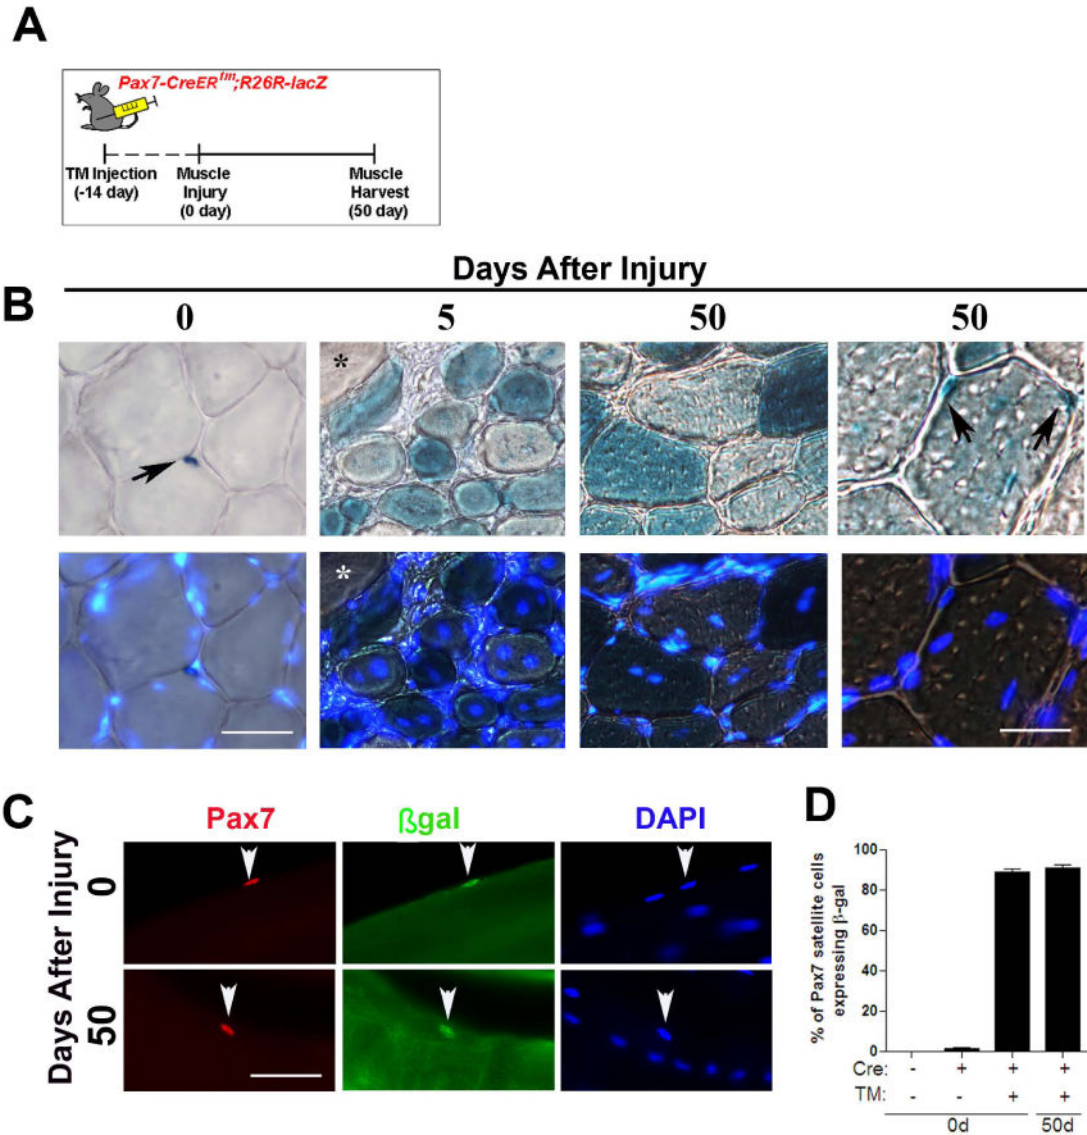 A
Pax7-CreER^tm;R26R-lacZ
TM Injection Muscle Muscle
(-14 day) Injury Harvest
(0 day) (50 day)
Days After Injury
B
0 5 50 50
* 
*
C
Pax7 ßgal DAPI
Days After Injury
0
50
D
% of Pax7 satellite cells
expressing β-gal
100
80
60
40
20
0
Cre: - + + +
TM: - - + +
0d 50d